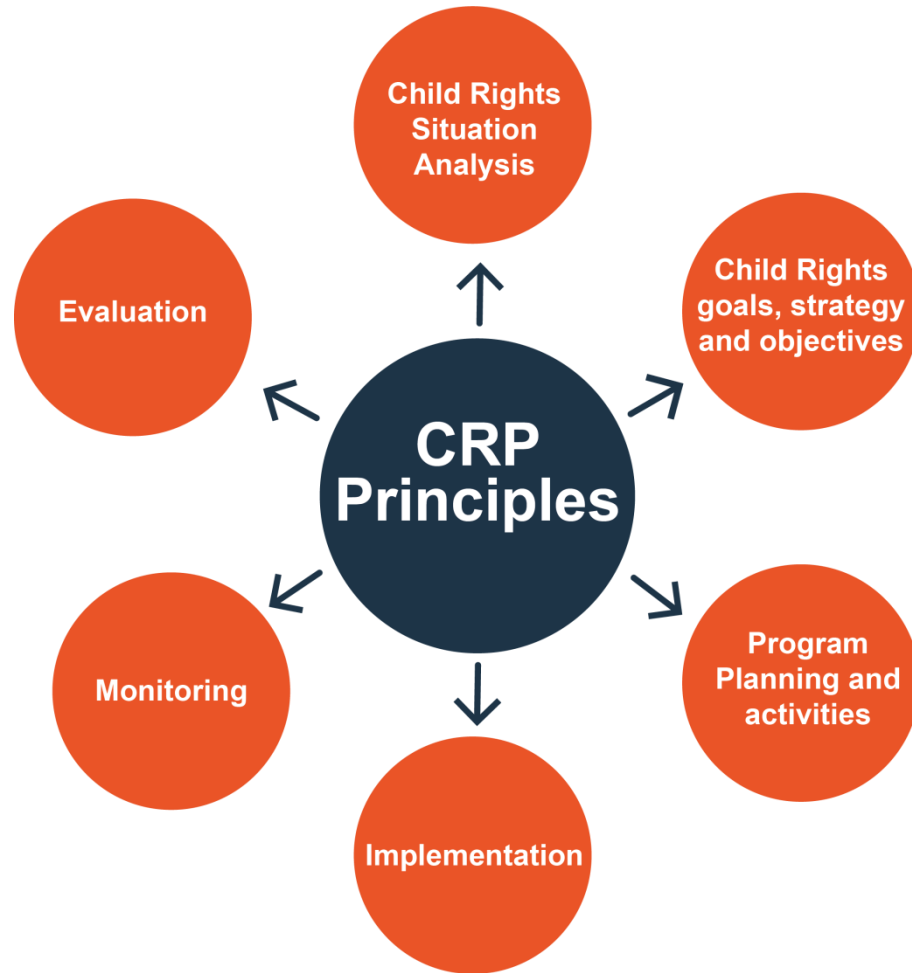 Child Rights
Situation
Analysis
Child Rights
goals, strategy
and objectives
Evaluation
CRP
Principles
Program
Planning and
activities
Monitoring
Implementation